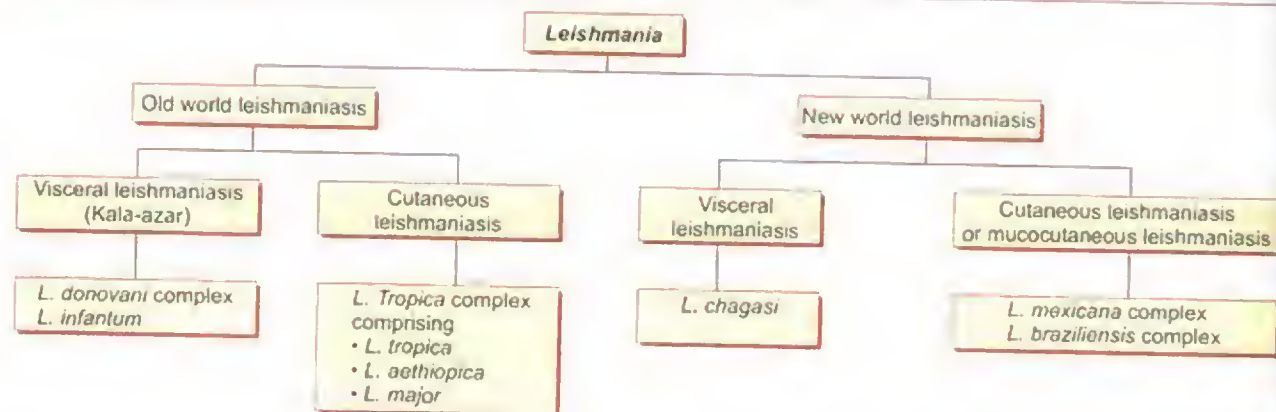 Leishmania
Old world leishmaniasis
New world leishmaniasis
Visceral leishmaniasis
(Kala-azar)
Cutaneous
leishmaniasis
Visceral
leishmaniasis
Cutaneous leishmaniasis
or mucocutaneous leishmaniasis
L. donovani complex
L. infantum
L. Tropica complex
comprising
• L. tropica
• L. aethiopica
• L. major
L. chagasi
L. mexicana complex
L. braziliensis complex